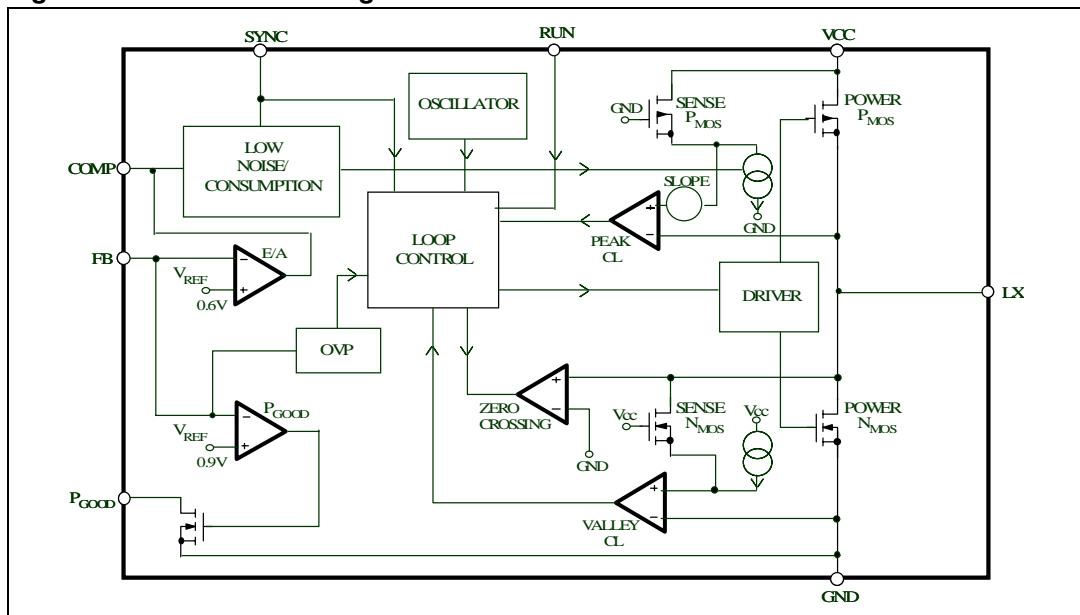 SYNC
RUN
VCC
OSCILLATOR
GND
SENSE
PMOS
POWER
PMOS
LOW
NOISE/
CONSUMPTION
COMP
SLOPE
+
−
GND
PEAK
CL
LOOP
CONTROL
E/A
FB
−
+
VREF
0.6V
DRIVER
LX
OVP
+
−
ZERO
CROSSING
GND
Vcc
SENSE
NMOS
Vcc
POWER
NMOS
PGOOD
−
+
VREF
0.9V
PGOOD
+
−
VALLEY
CL
GND